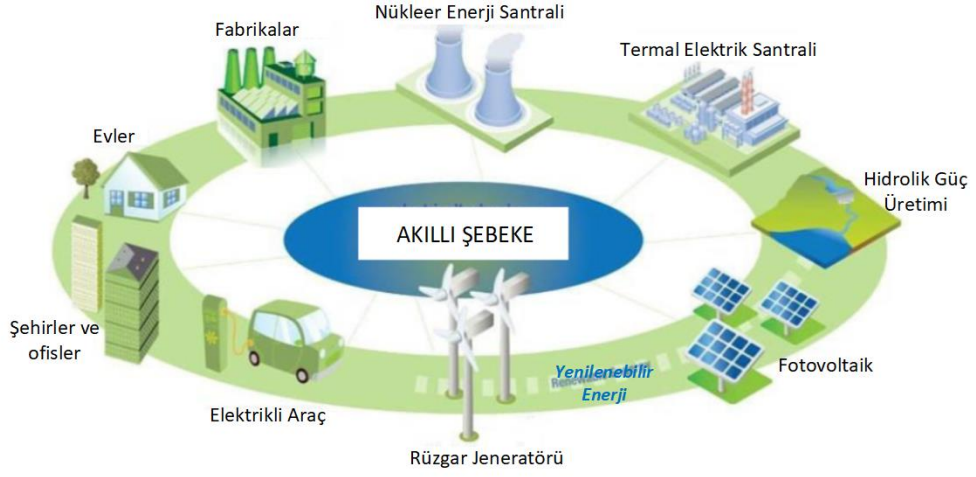 Nükleer Enerji Santrali
Fabrikalar
Termal Elektrik Santrali
Evler
Hidrolik Güç
Üretimi
AKILLI ŞEBEKE
Şehirler ve
ofisler
Fotovoltaik
Yenilenebilir
Enerji
Elektrikli Araç
Rüzgar Jeneratörü